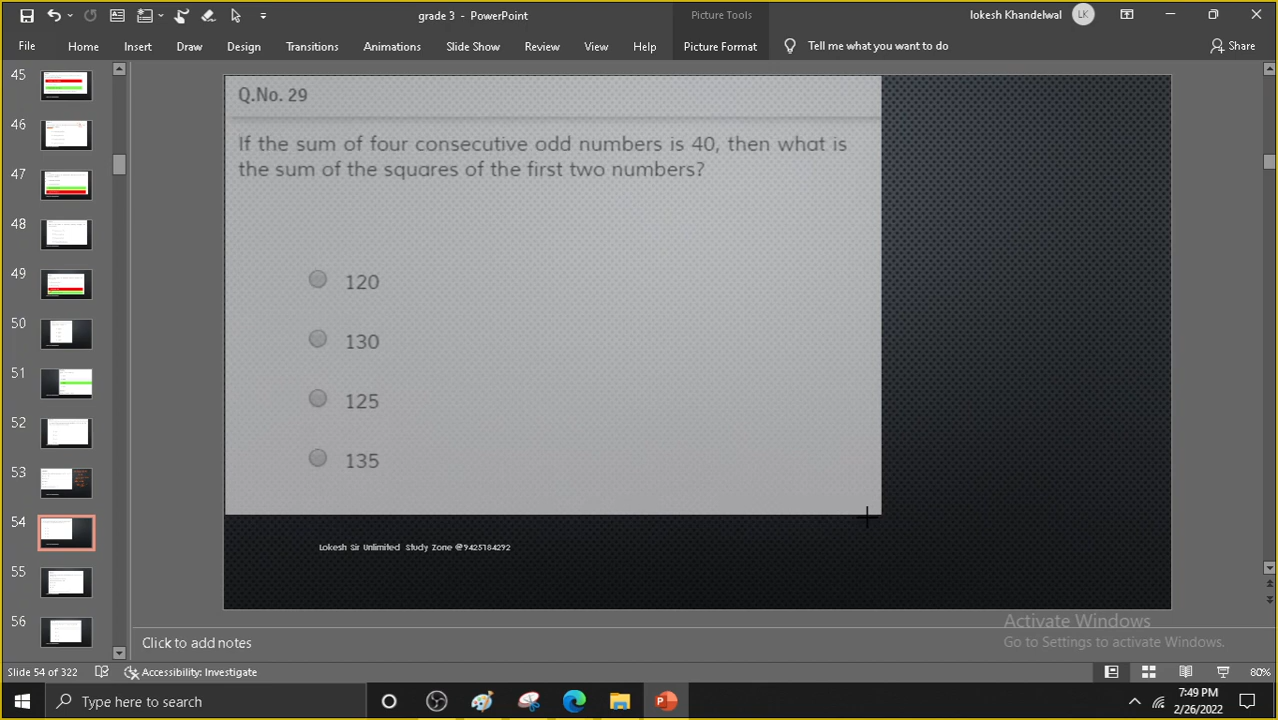 grade 3 - PowerPoint
Picture Tools
lokesh Khandelwal
LK
File
Home
Insert
Draw
Design
Transitions
Animations
Slide Show
Review
View
Help
Picture Format
Tell me what you want to do
Share
45
46
47
48
49
50
51
52
53
54
55
56
Q.No. 29
If the sum of four consecutive odd numbers is 40, then what is
the sum of the squares of the first two numbers?
120
130
125
135
Lokesh Sir Unlimited Study Zone @9425184292
Activate Windows
Go to Settings to activate Windows.
Click to add notes
Slide 54 of 322
Accessibility: Investigate
80%
Type here to search
7:49 PM
2/26/2022